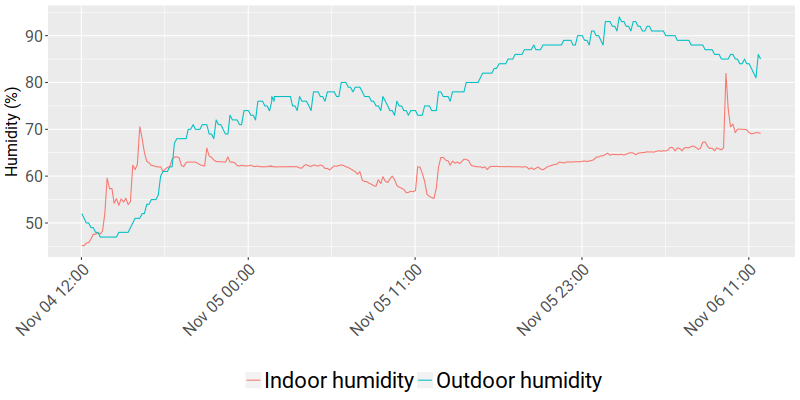 Humidity (%)
90
80
70
60
50
Nov 04 12:00
Nov 05 00:00
Nov 05 11:00
Nov 05 23:00
Nov 06 11:00
Indoor humidity
Outdoor humidity